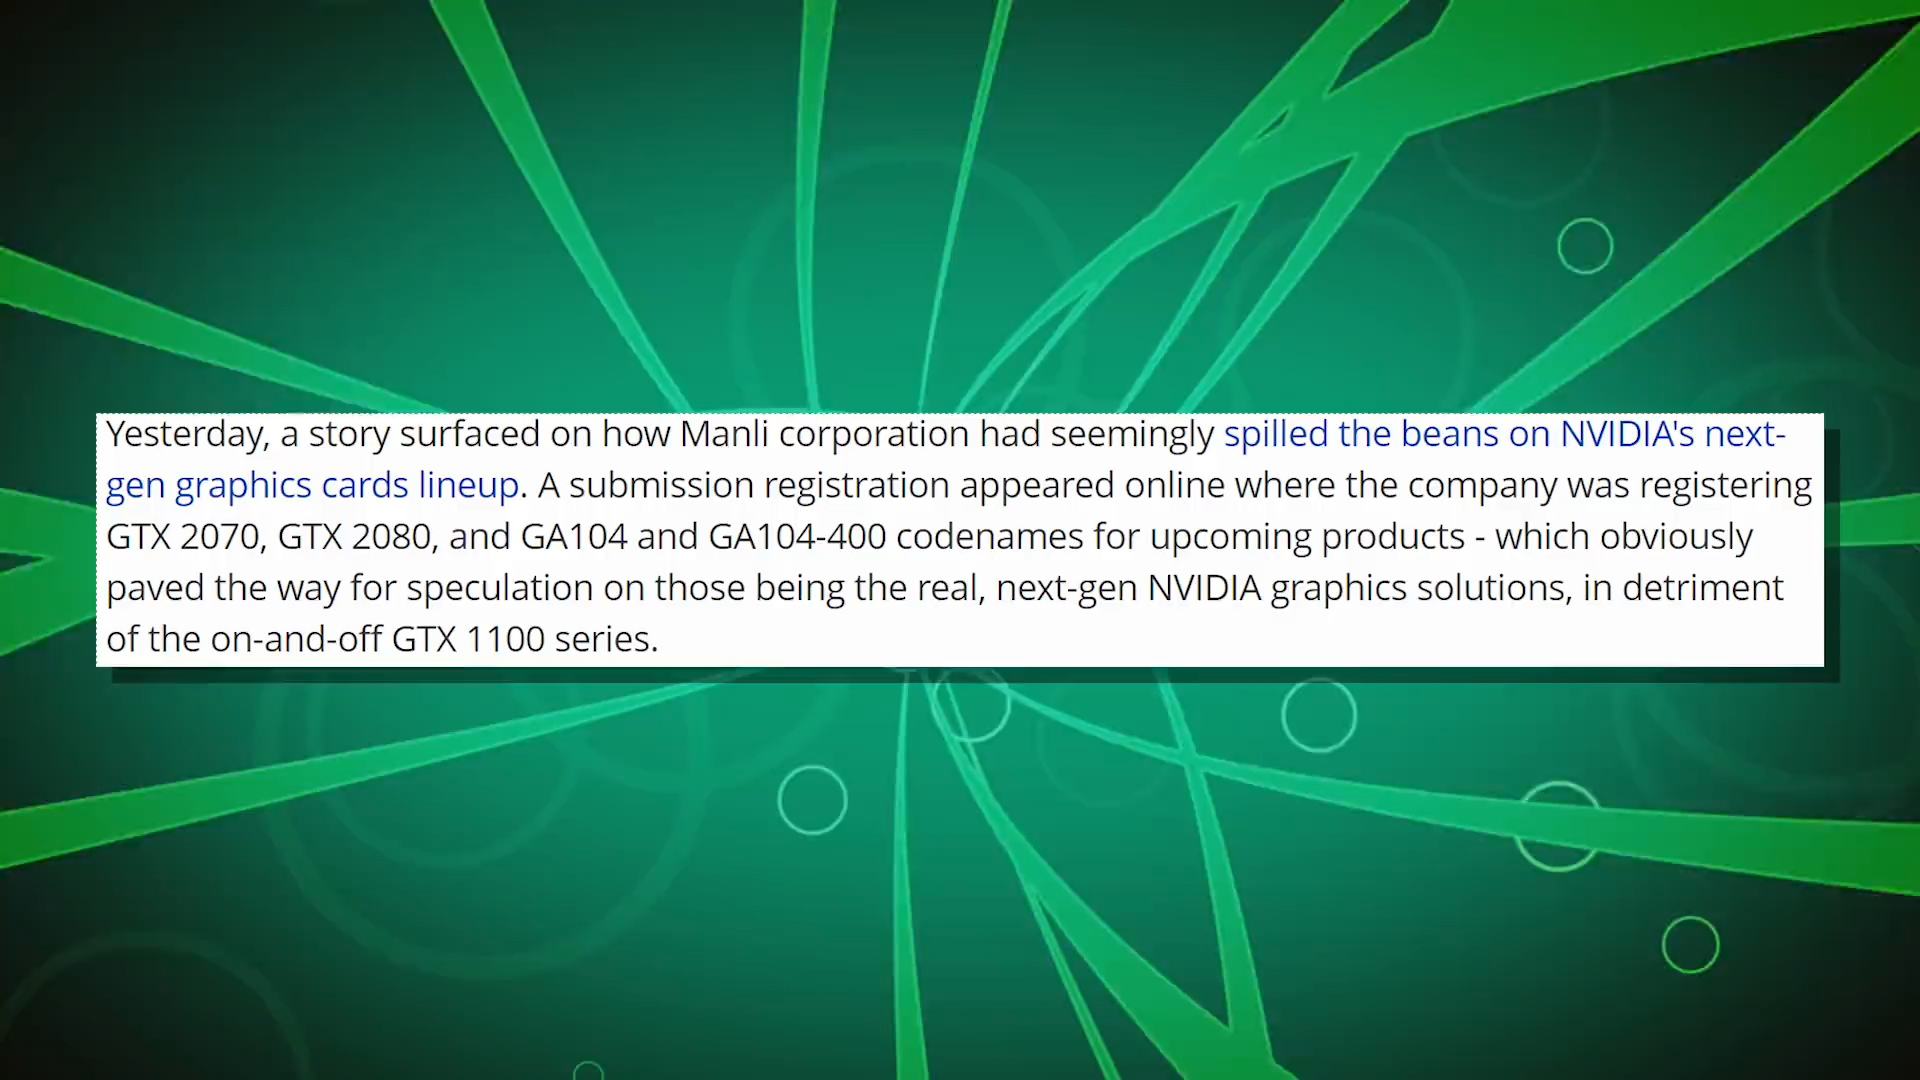 Yesterday, a story surfaced on how Manli corporation had seemingly spilled the beans on NVIDIA's next-
gen graphics cards lineup. A submission registration appeared online where the company was registering
GTX 2070, GTX 2080, and GA104 and GA104-400 codenames for upcoming products - which obviously
paved the way for speculation on those being the real, next-gen NVIDIA graphics solutions, in detriment
of the on-and-off GTX 1100 series.